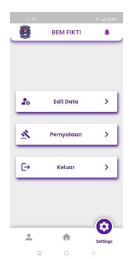 BEM FIKTI
Edit Data
Pernyataan
Keluar
Settings